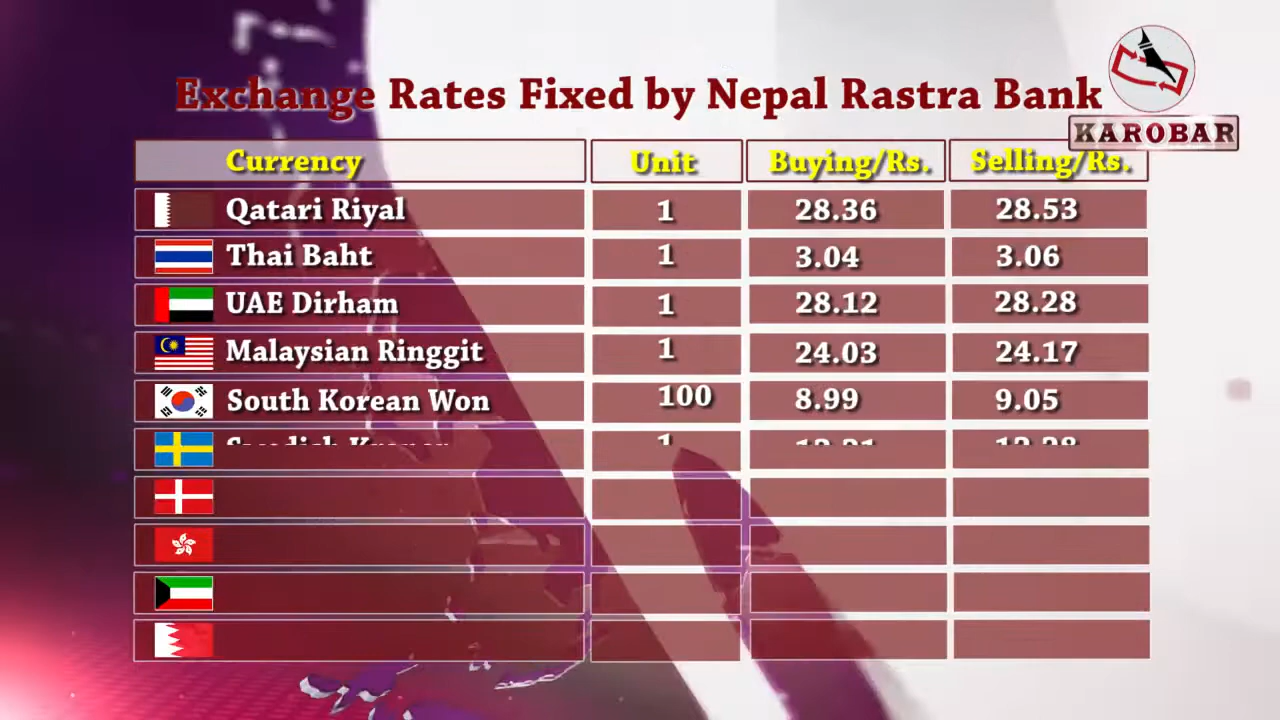 Exchange Rates Fixed by Nepal Rastra Bank
KAROBAR
Currency Unit Buying/Rs. Selling/Rs.
Qatari Riyal 1 28.36 28.53
Thai Baht 1 3.04 3.06
UAE Dirham 1 28.12 28.28
Malaysian Ringgit 1 24.03 24.17
South Korean Won 100 8.99 9.05